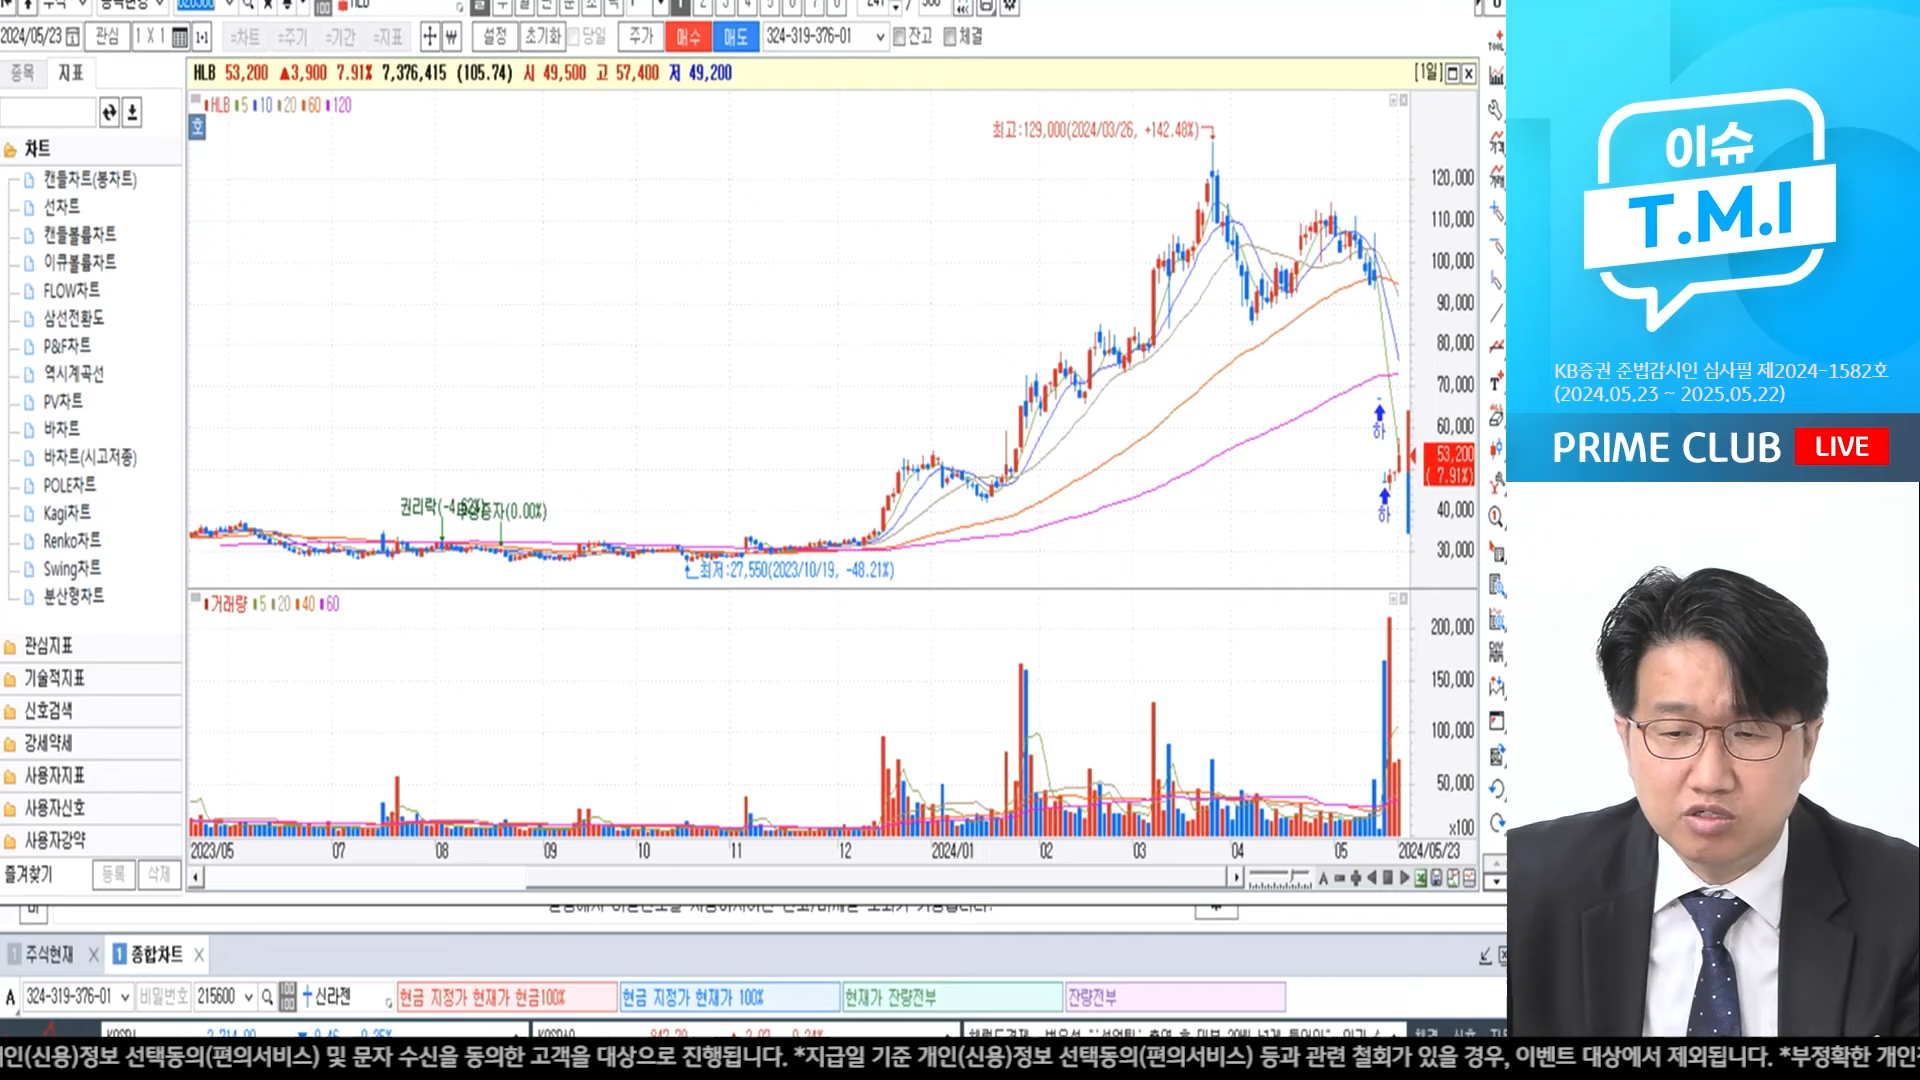 2024/05/23
관심
1 X 1
=차트
=주기
=기간
=지표
설정
초기화
당일
주가
매수
매도
324-319-376-01
잔고
체결
종목
지표
HLB 53,200 ▲3,900 7.91% 7,376,415 (105.74) 시 49,500 고 57,400 저 49,200
[1일]
HLB 5 10 20 60 120
호
차트
캔들차트(봉차트)
선차트
캔들볼륨차트
이큐볼륨차트
FLOW차트
삼선전환도
P&F차트
역시계곡선
PV차트
바차트
바차트(시고저종)
POLE차트
Kagi차트
Renko차트
Swing차트
분산형차트
관심지표
기술적지표
신호검색
강세약세
사용자지표
사용자신호
사용자강약
즐겨찾기
등록
삭제
최고:129,000(2024/03/26, +142.48%)
권리락(-4.62%)
증자(0.00%)
최저:27,550(2023/10/19, -48.21%)
하
하
120,000
110,000
100,000
90,000
80,000
70,000
60,000
53,200
( 7.91%)
40,000
30,000
거래량 5 20 40 60
200,000
150,000
100,000
50,000
x100
2023/05 07 08 09 10 11 12 2024/01 02 03 04 05 2024/05/23
1 주식현재 X
1 종합차트 X
A 324-319-376-01
비밀번호
215600
신라젠
현금 지정가 현재가 현금100%
현금 지정가 현재가 100%
현재가 잔량전부
잔량전부
이슈
T.M.I
KB증권 준법감시인 심사필 제2024-1582호
(2024.05.23 ~ 2025.05.22)
PRIME CLUB LIVE
인(신용)정보 선택동의(편의서비스) 및 문자 수신을 동의한 고객을 대상으로 진행됩니다. *지급일 기준 개인(신용)정보 선택동의(편의서비스) 등과 관련 철회가 있을 경우, 이벤트 대상에서 제외됩니다. *부정확한 개인